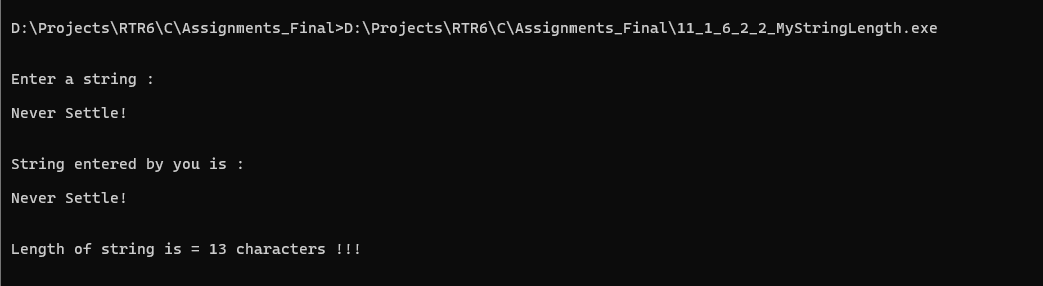 D:\Projects\RTR6\C\Assignments_Final>D:\Projects\RTR6\C\Assignments_Final\11_1_6_2_2_MyStringLength.exe
Enter a string :
Never Settle!
String entered by you is :
Never Settle!
Length of string is = 13 characters !!!